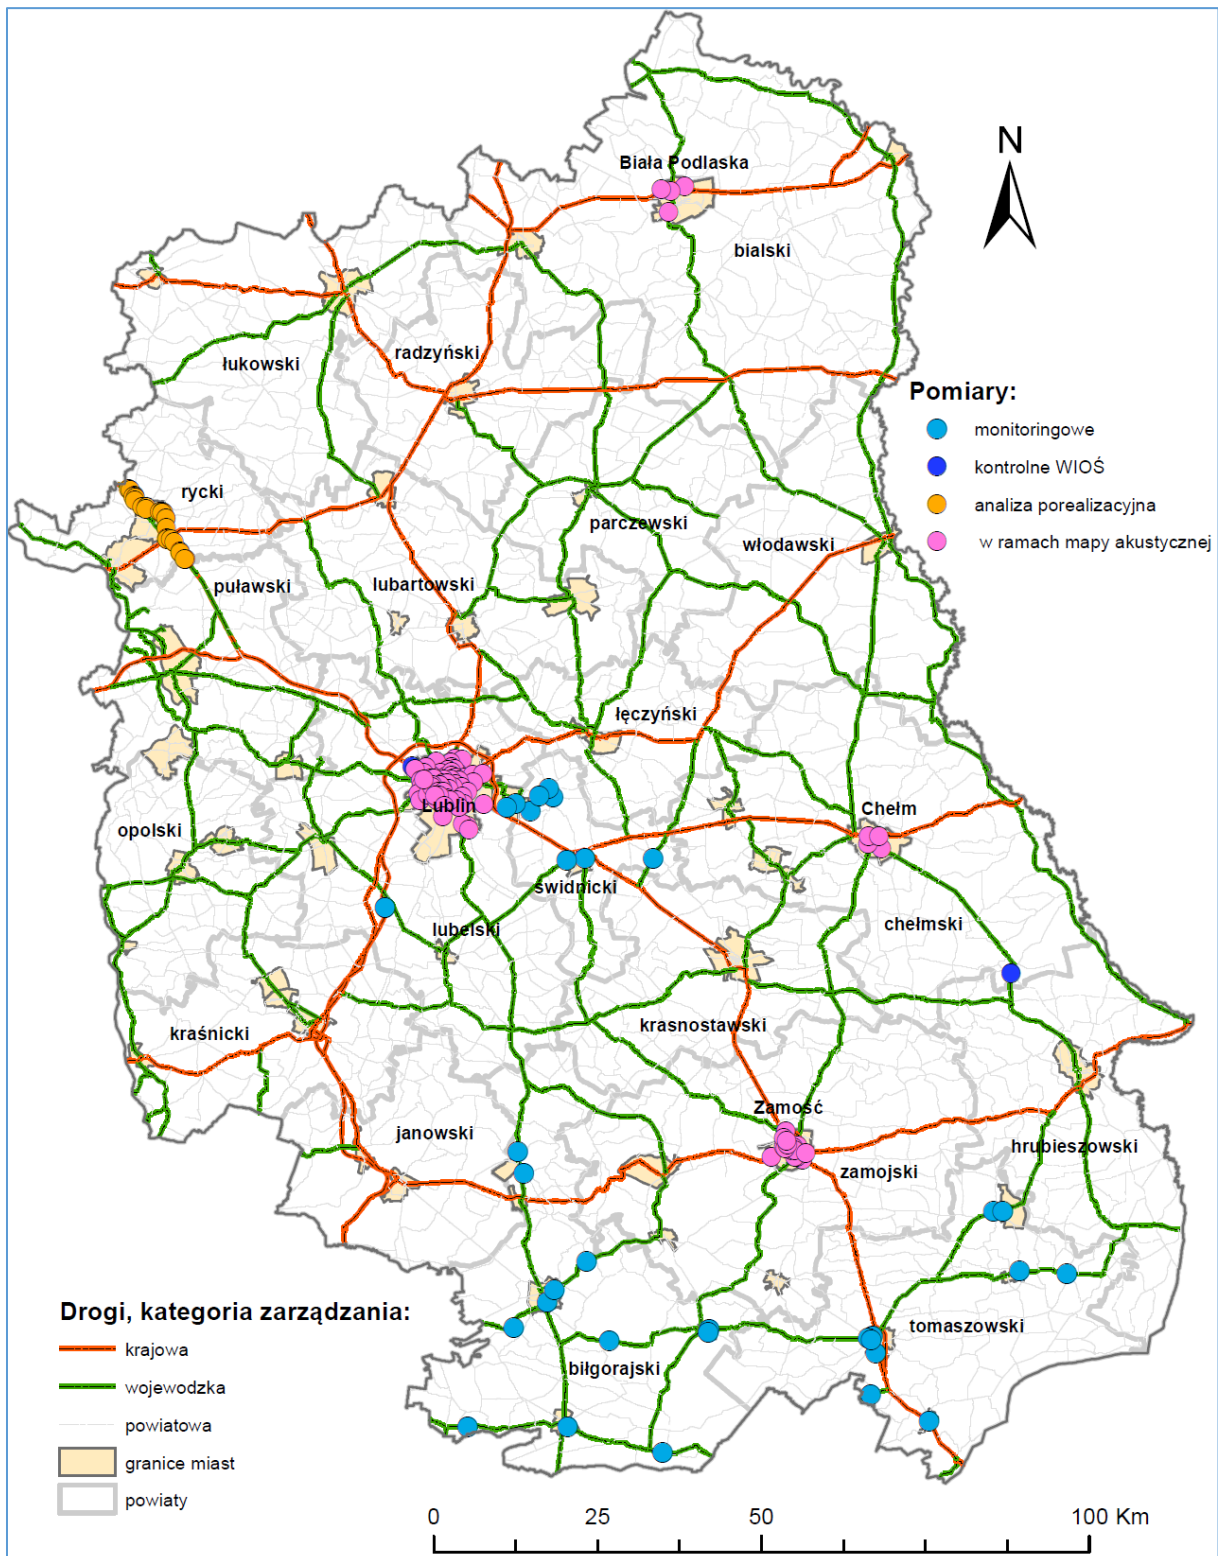 N
Biała Podlaska
bialski
radzyński
łukowski
Pomiary:
monitoringowe
kontrolne WIOŚ
analiza porealizacyjna
w ramach mapy akustycznej
rycki
parczewski
włodawski
puławski
lubartowski
łęczyński
Lublin
Chełm
opolski
świdnicki
lubelski
chełmski
kraśnicki
krasnostawski
Zamość
janowski
hrubieszowski
zamojski
Drogi, kategoria zarządzania:
krajowa
wojewodzka
powiatowa
granice miast
powiaty
tomaszowski
biłgorajski
0 25 50 100 Km